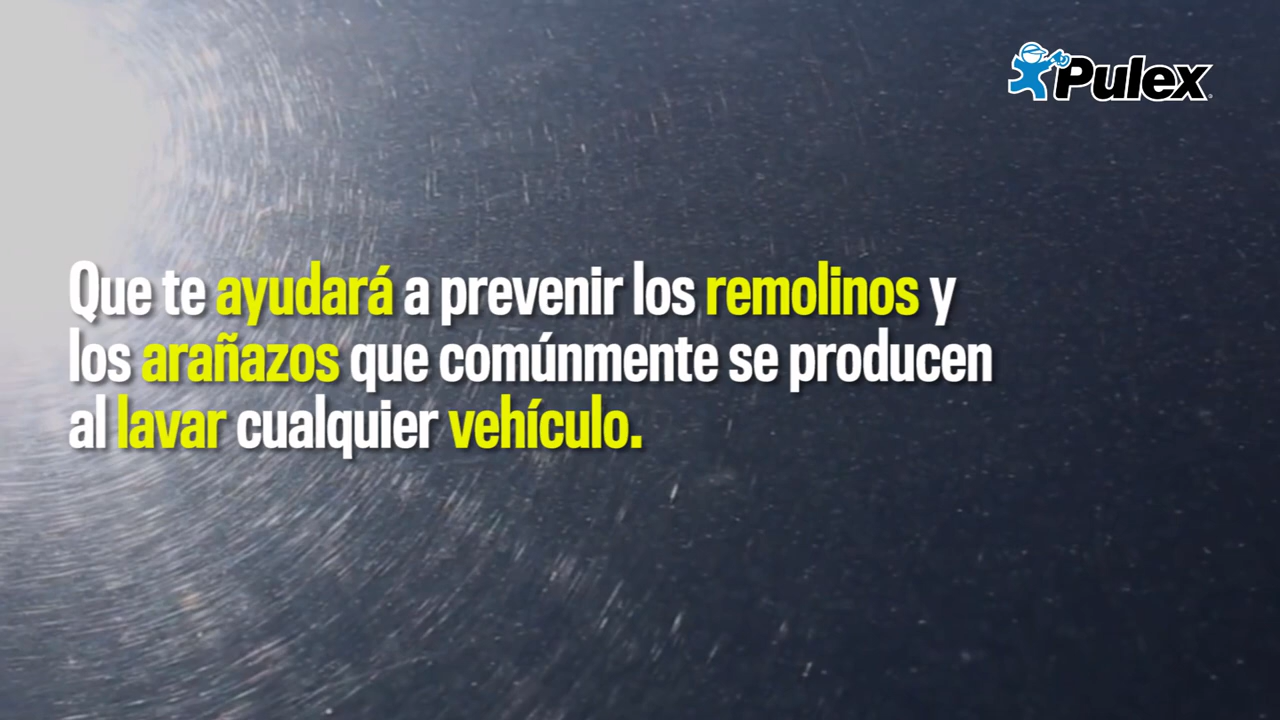 Pulex
Que te ayudará a prevenir los remolinos y
los arañazos que comúnmente se producen
al lavar cualquier vehículo.